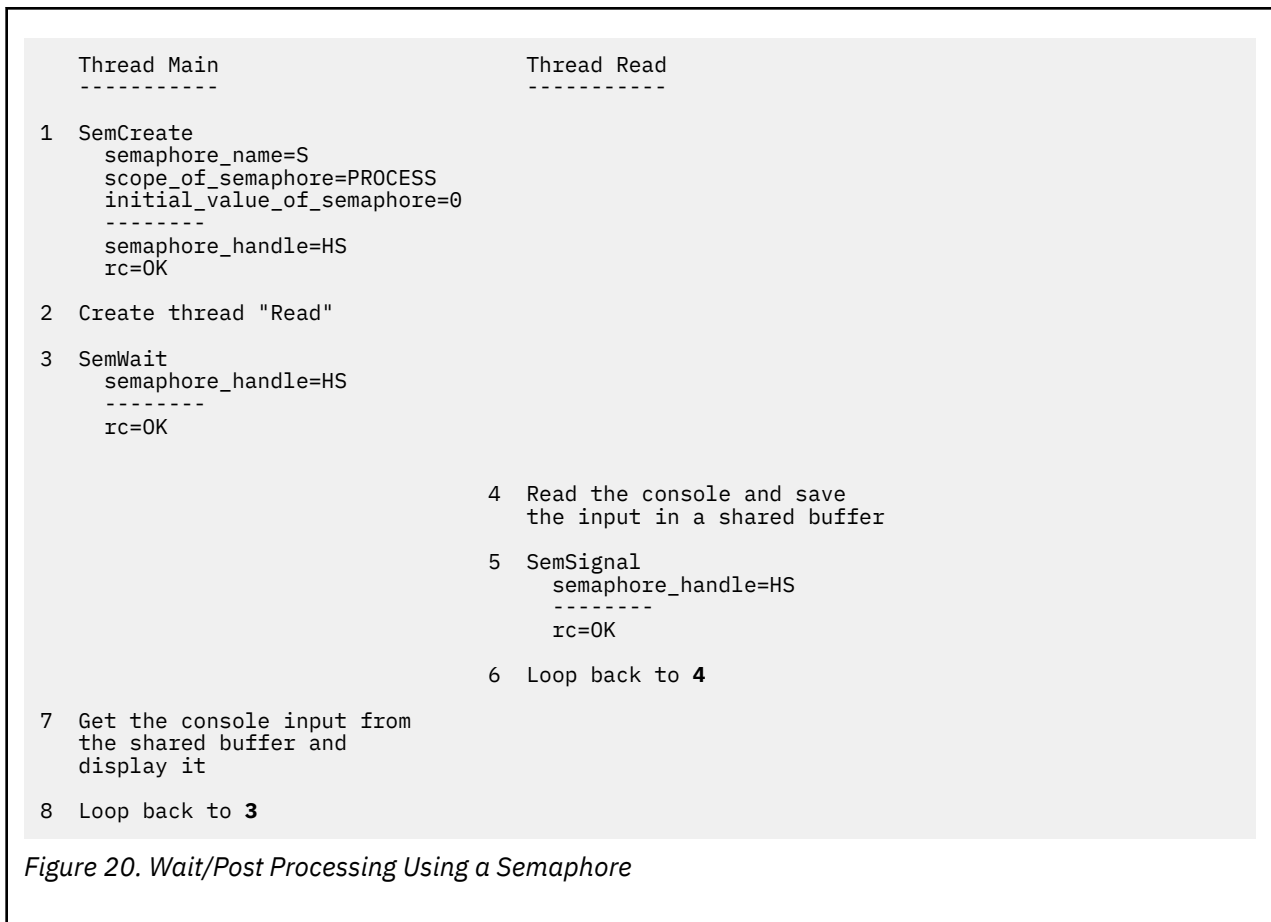 Thread Main                        Thread Read
-----------                        -----------
1  SemCreate
semaphore_name=S
scope_of_semaphore=PROCESS
initial_value_of_semaphore=0
--------
semaphore_handle=HS
rc=OK
2  Create thread "Read"
3  SemWait
semaphore_handle=HS
--------
rc=OK
4  Read the console and save
the input in a shared buffer
5  SemSignal
semaphore_handle=HS
--------
rc=OK
6  Loop back to 4
7  Get the console input from
the shared buffer and
display it
8  Loop back to 3
Figure 20. Wait/Post Processing Using a Semaphore